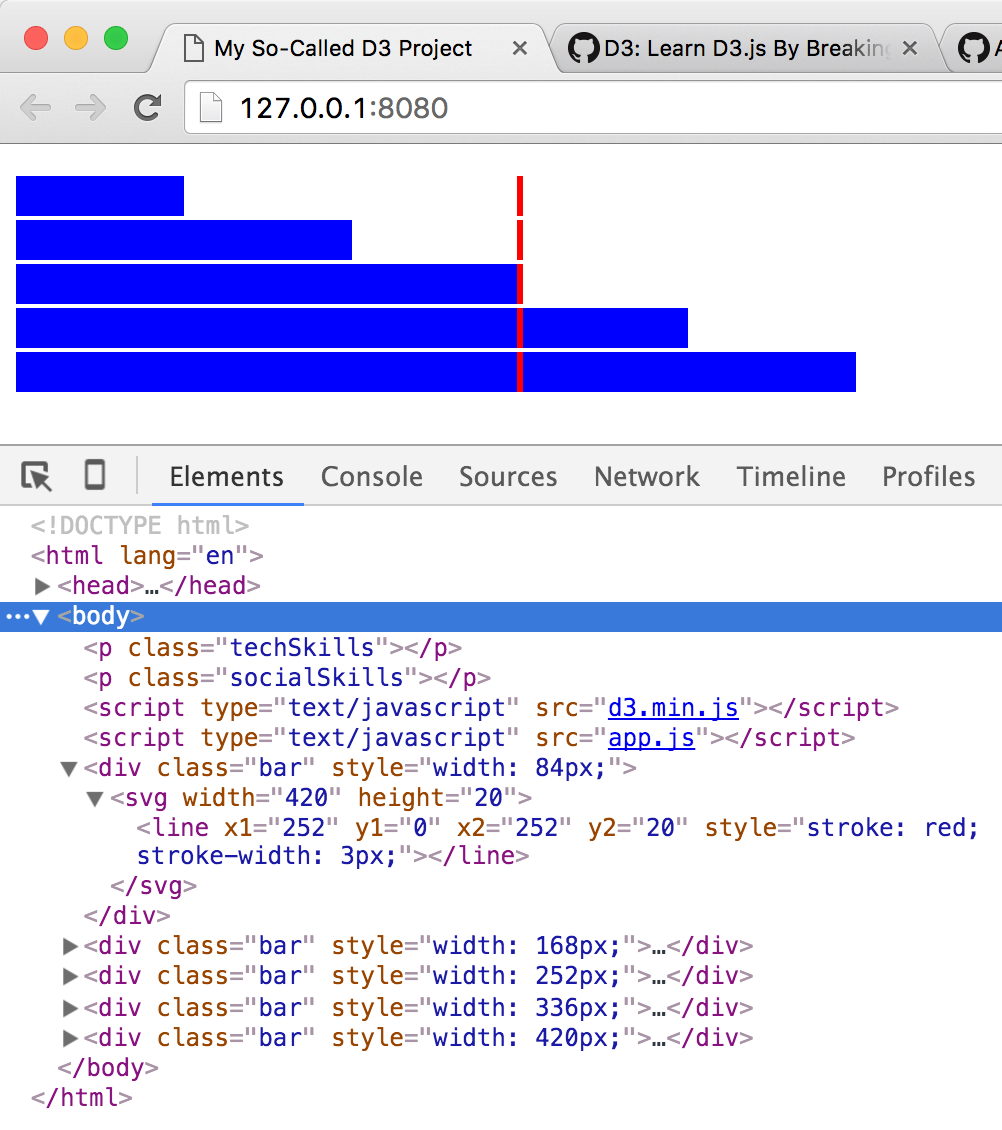 My So-Called D3 Project
D3: Learn D3.js By Breaking
A
127.0.0.1:8080
Elements Console Sources Network Timeline Profiles
<!DOCTYPE html>
<html lang="en">
<head>…</head>
<body>
<p class="techSkills"></p>
<p class="socialSkills"></p>
<script type="text/javascript" src="d3.min.js"></script>
<script type="text/javascript" src="app.js"></script>
<div class="bar" style="width: 84px;">
<svg width="420" height="20">
<line x1="252" y1="0" x2="252" y2="20" style="stroke: red;
stroke-width: 3px;"></line>
</svg>
</div>
<div class="bar" style="width: 168px;">…</div>
<div class="bar" style="width: 252px;">…</div>
<div class="bar" style="width: 336px;">…</div>
<div class="bar" style="width: 420px;">…</div>
</body>
</html>